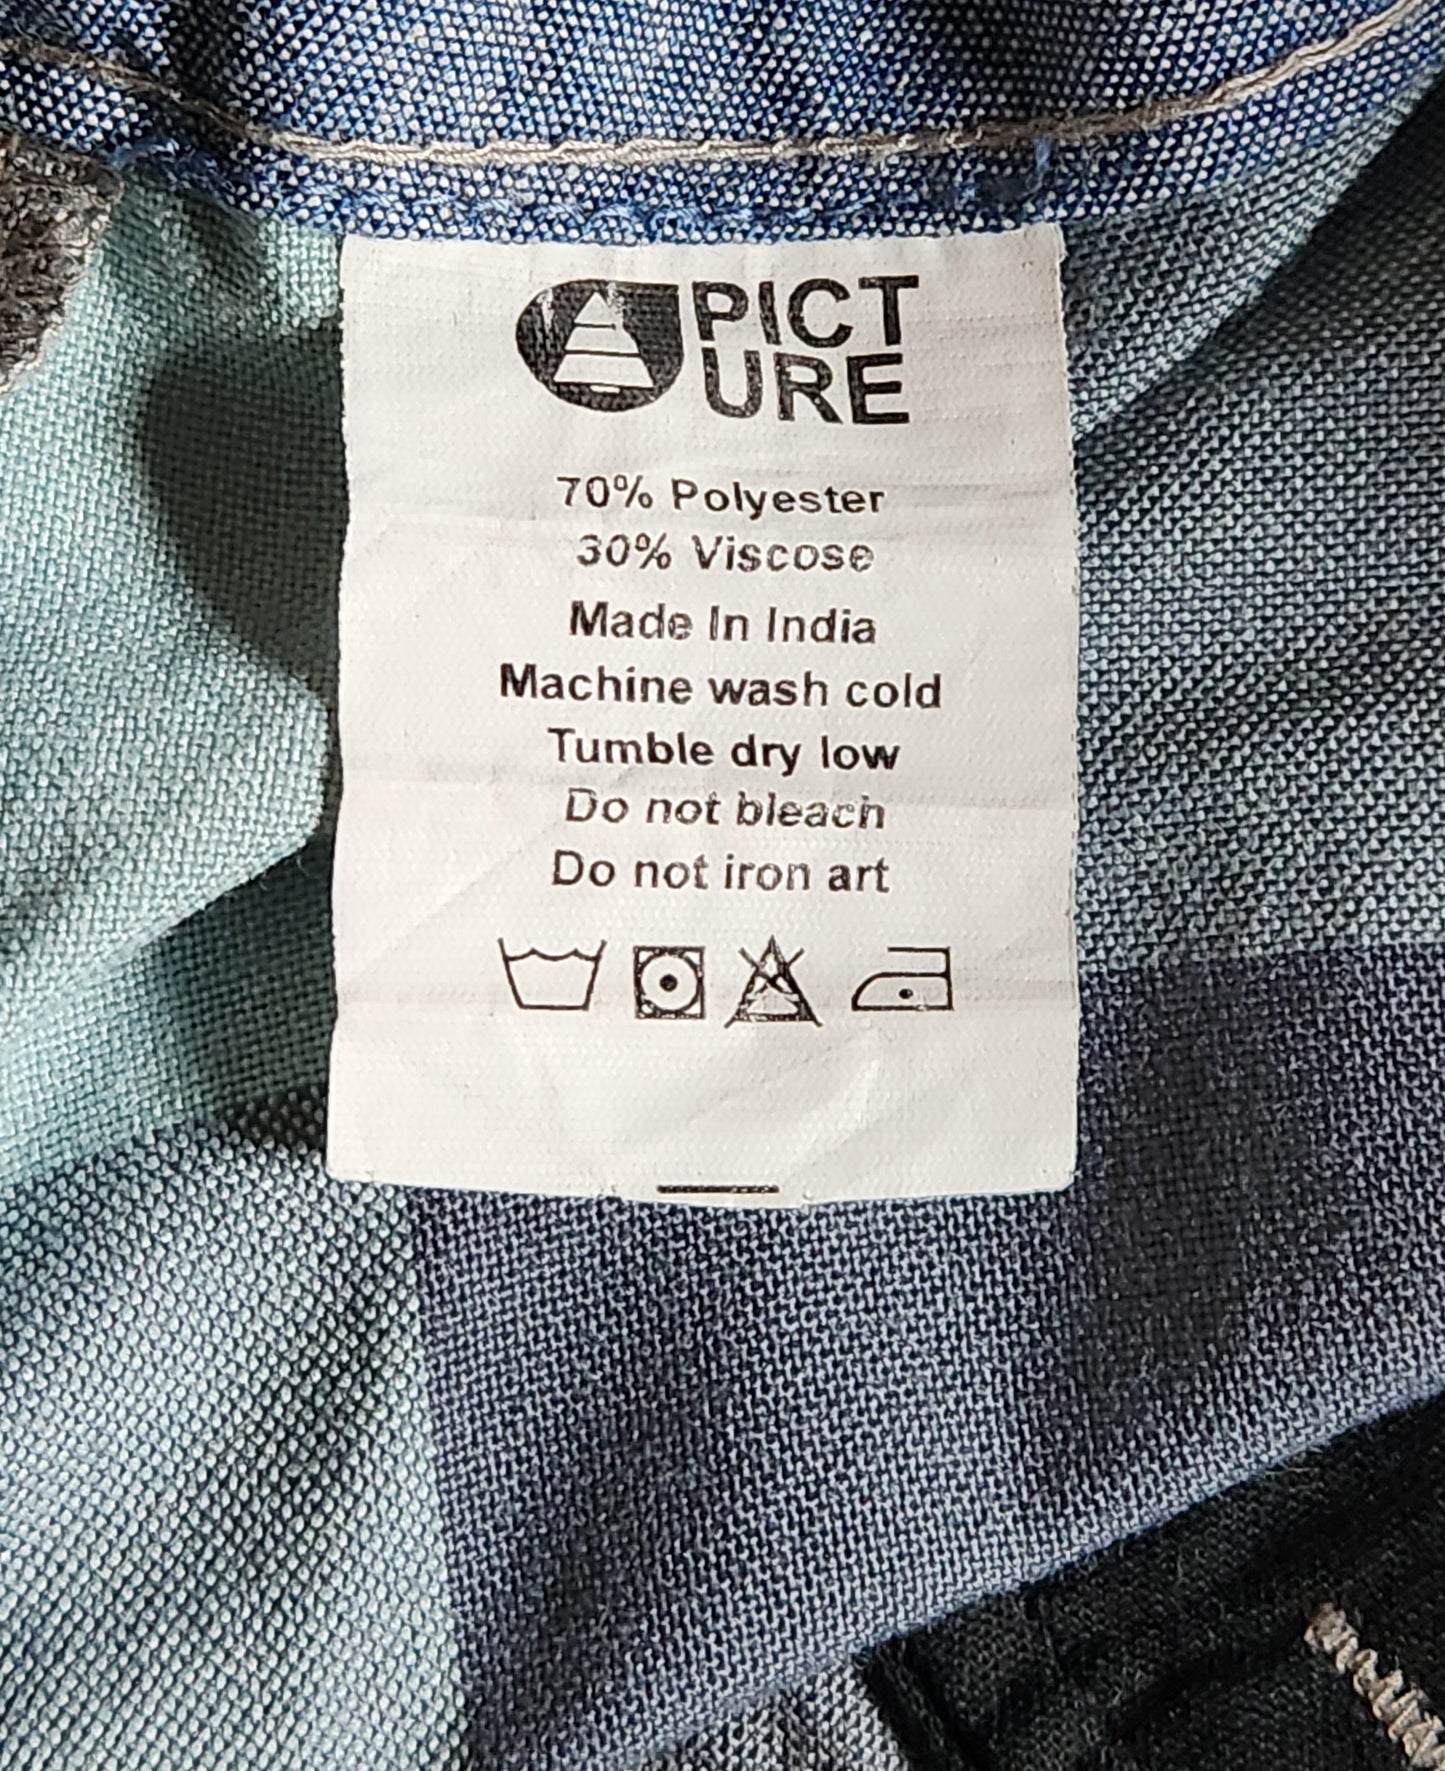 PICT
URE
70% Polyester
30% Viscose
Made In India
Machine wash cold
Tumble dry low
Do not bleach
Do not iron art